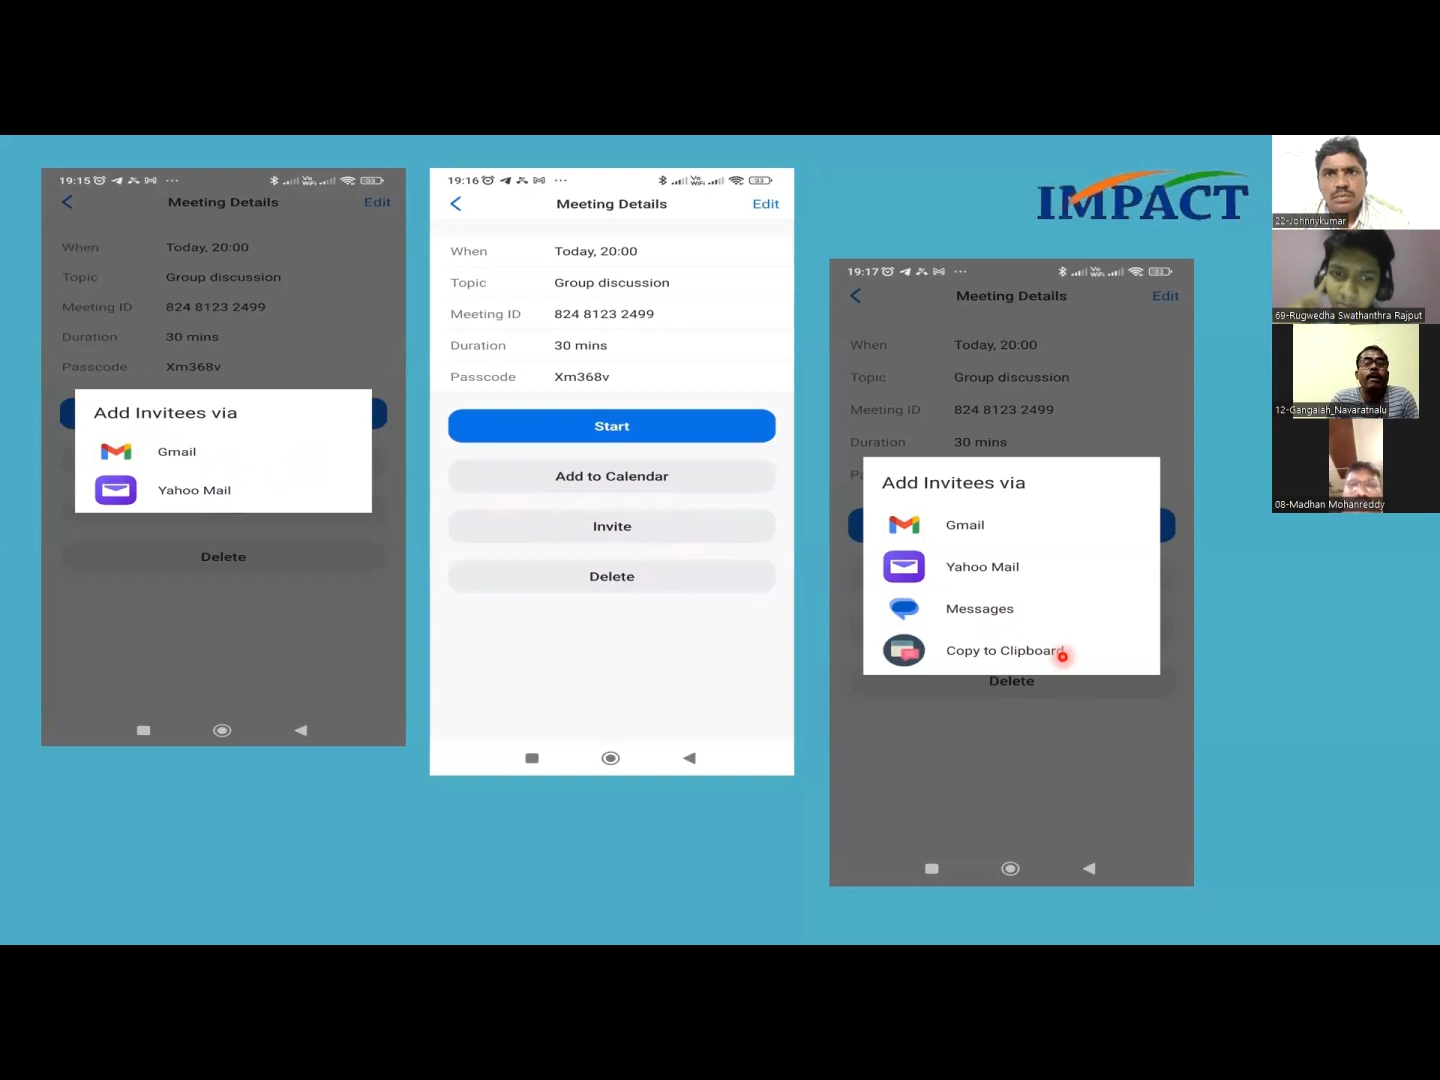 19:15
Meeting Details
Edit
When Today, 20:00
Topic Group discussion
Meeting ID 824 8123 2499
Duration 30 mins
Passcode Xm368v
Add Invitees via
Gmail
Yahoo Mail
Delete
19:16
Vo
WiFi
33
Meeting Details
Edit
When Today, 20:00
Topic Group discussion
Meeting ID 824 8123 2499
Duration 30 mins
Passcode Xm368v
Start
Add to Calendar
Invite
Delete
IMPACT
19:17
Meeting Details
Edit
When Today, 20:00
Topic Group discussion
Meeting ID 824 8123 2499
Duration 30 mins
Pa
Add Invitees via
Gmail
Yahoo Mail
Messages
Copy to Clipboard
Delete
22-Johnnykumar
69-Rugwedha Swathanthra Rajput
12-Gangaiah_Navaratnalu
08-Madhan Mohanreddy